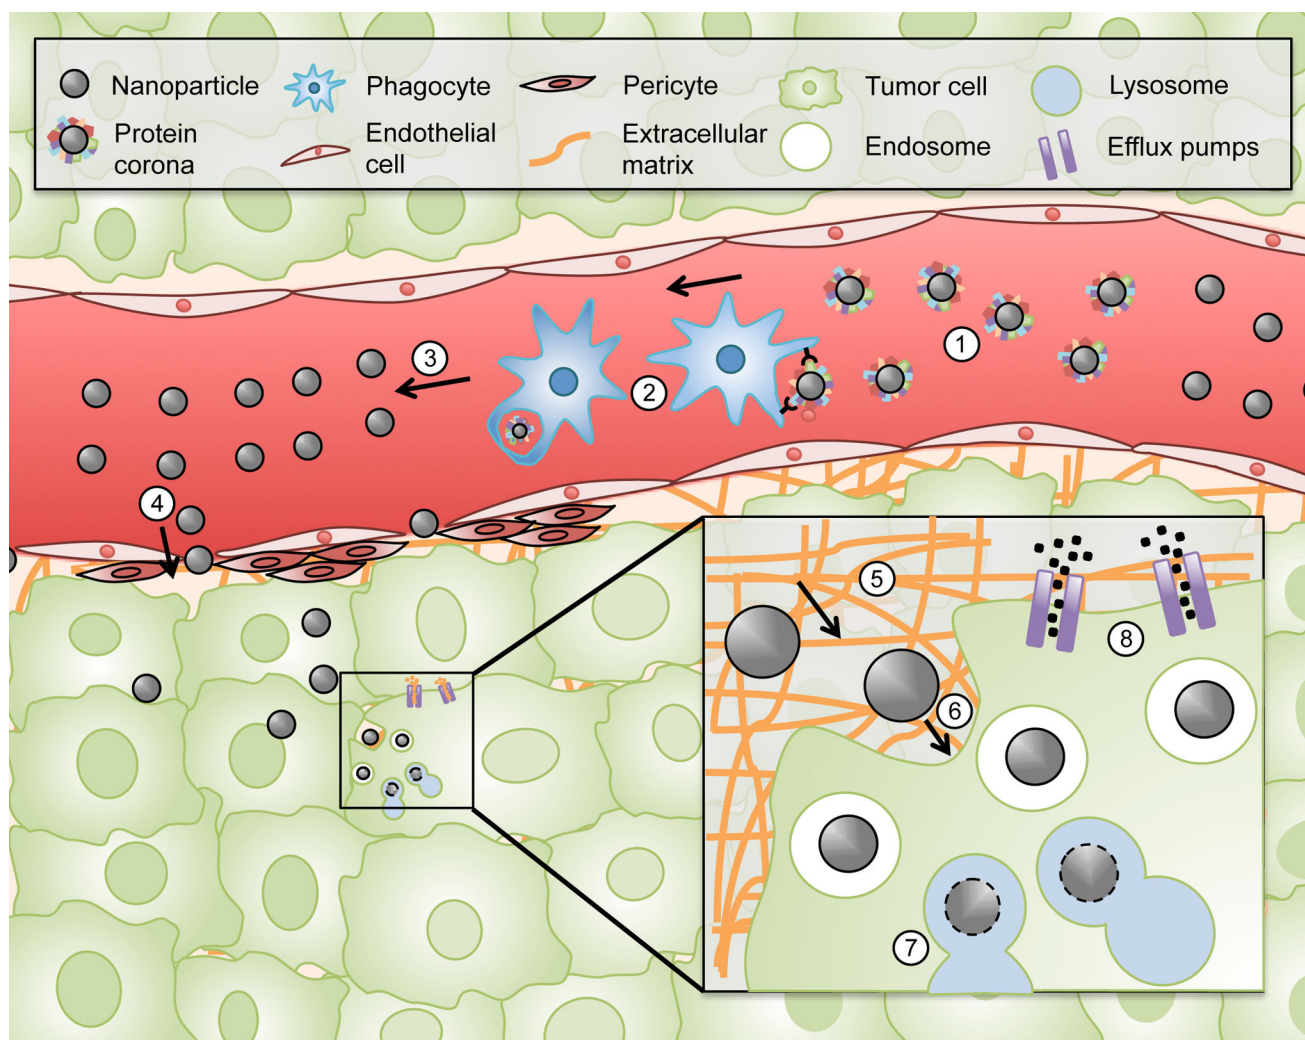 Nanoparticle
Phagocyte
Pericyte
Tumor cell
Lysosome
Protein
corona
Endothelial
cell
Extracellular
matrix
Endosome
Efflux pumps
1
2
3
4
5
6
7
8